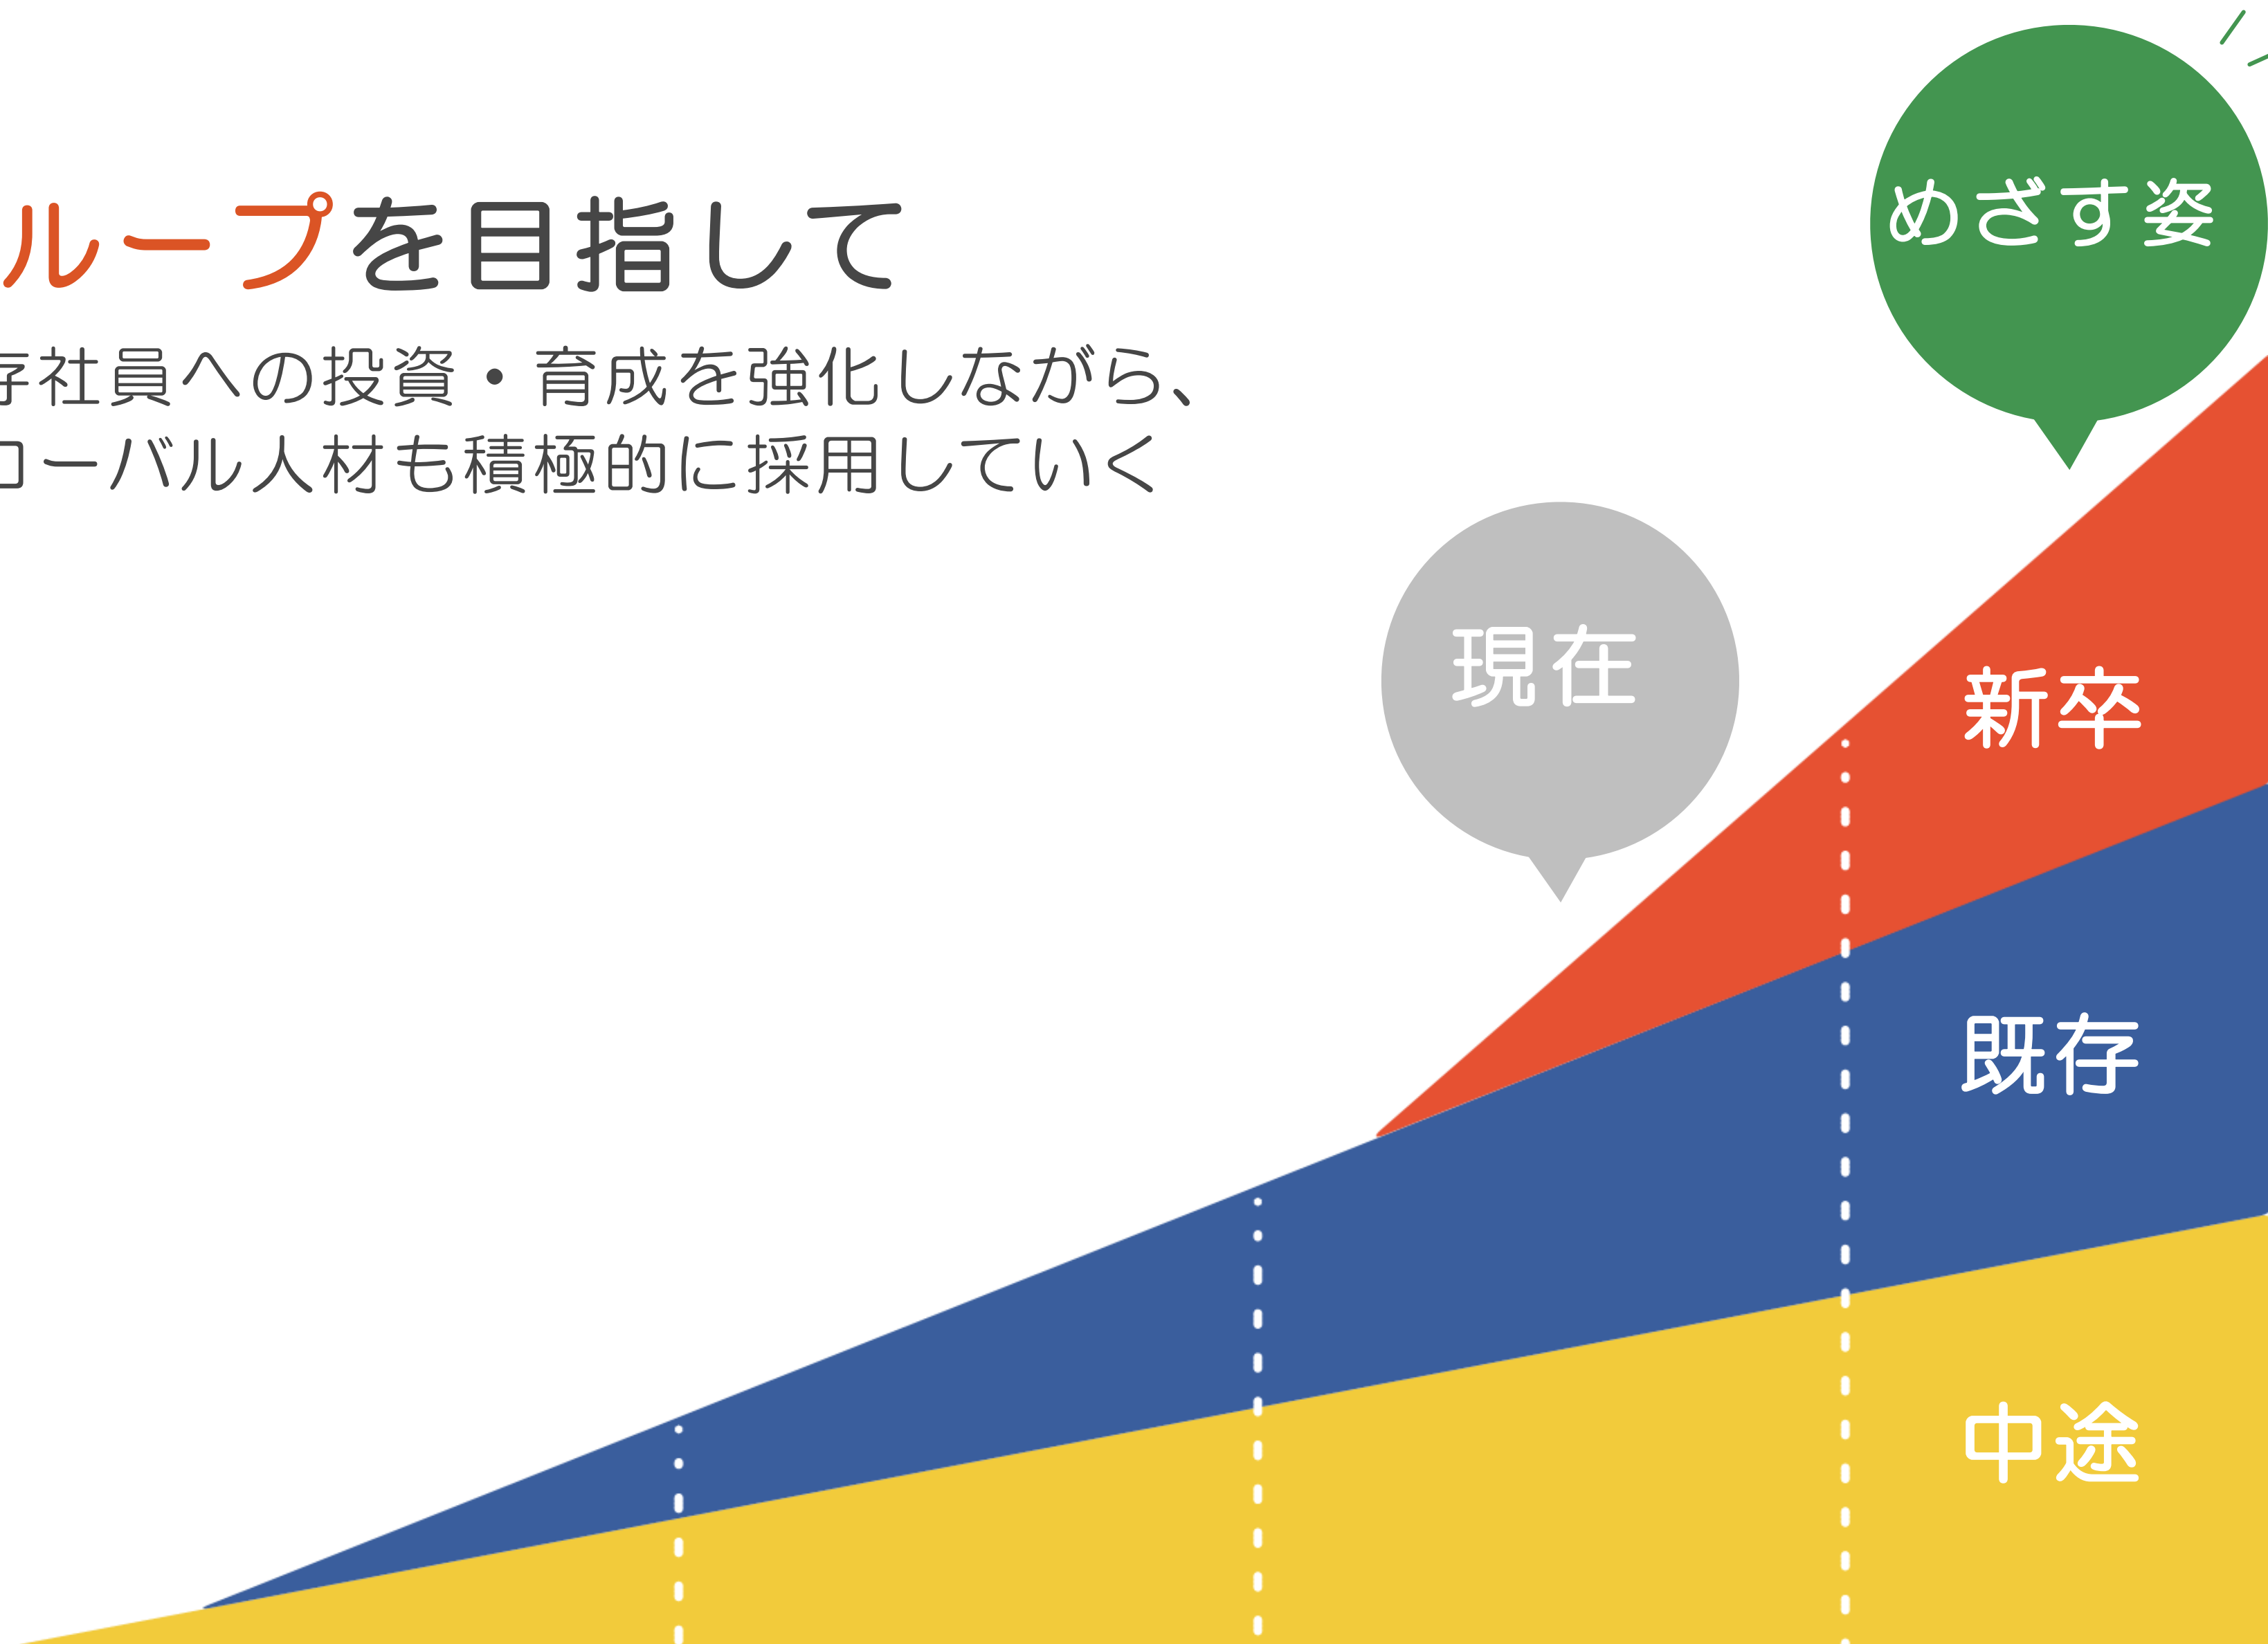 ループを目指して
存社員への投資・育成を強化しながら、
ローバル人材も積極的に採用していく
めざす姿
現在
新卒
既存
中途